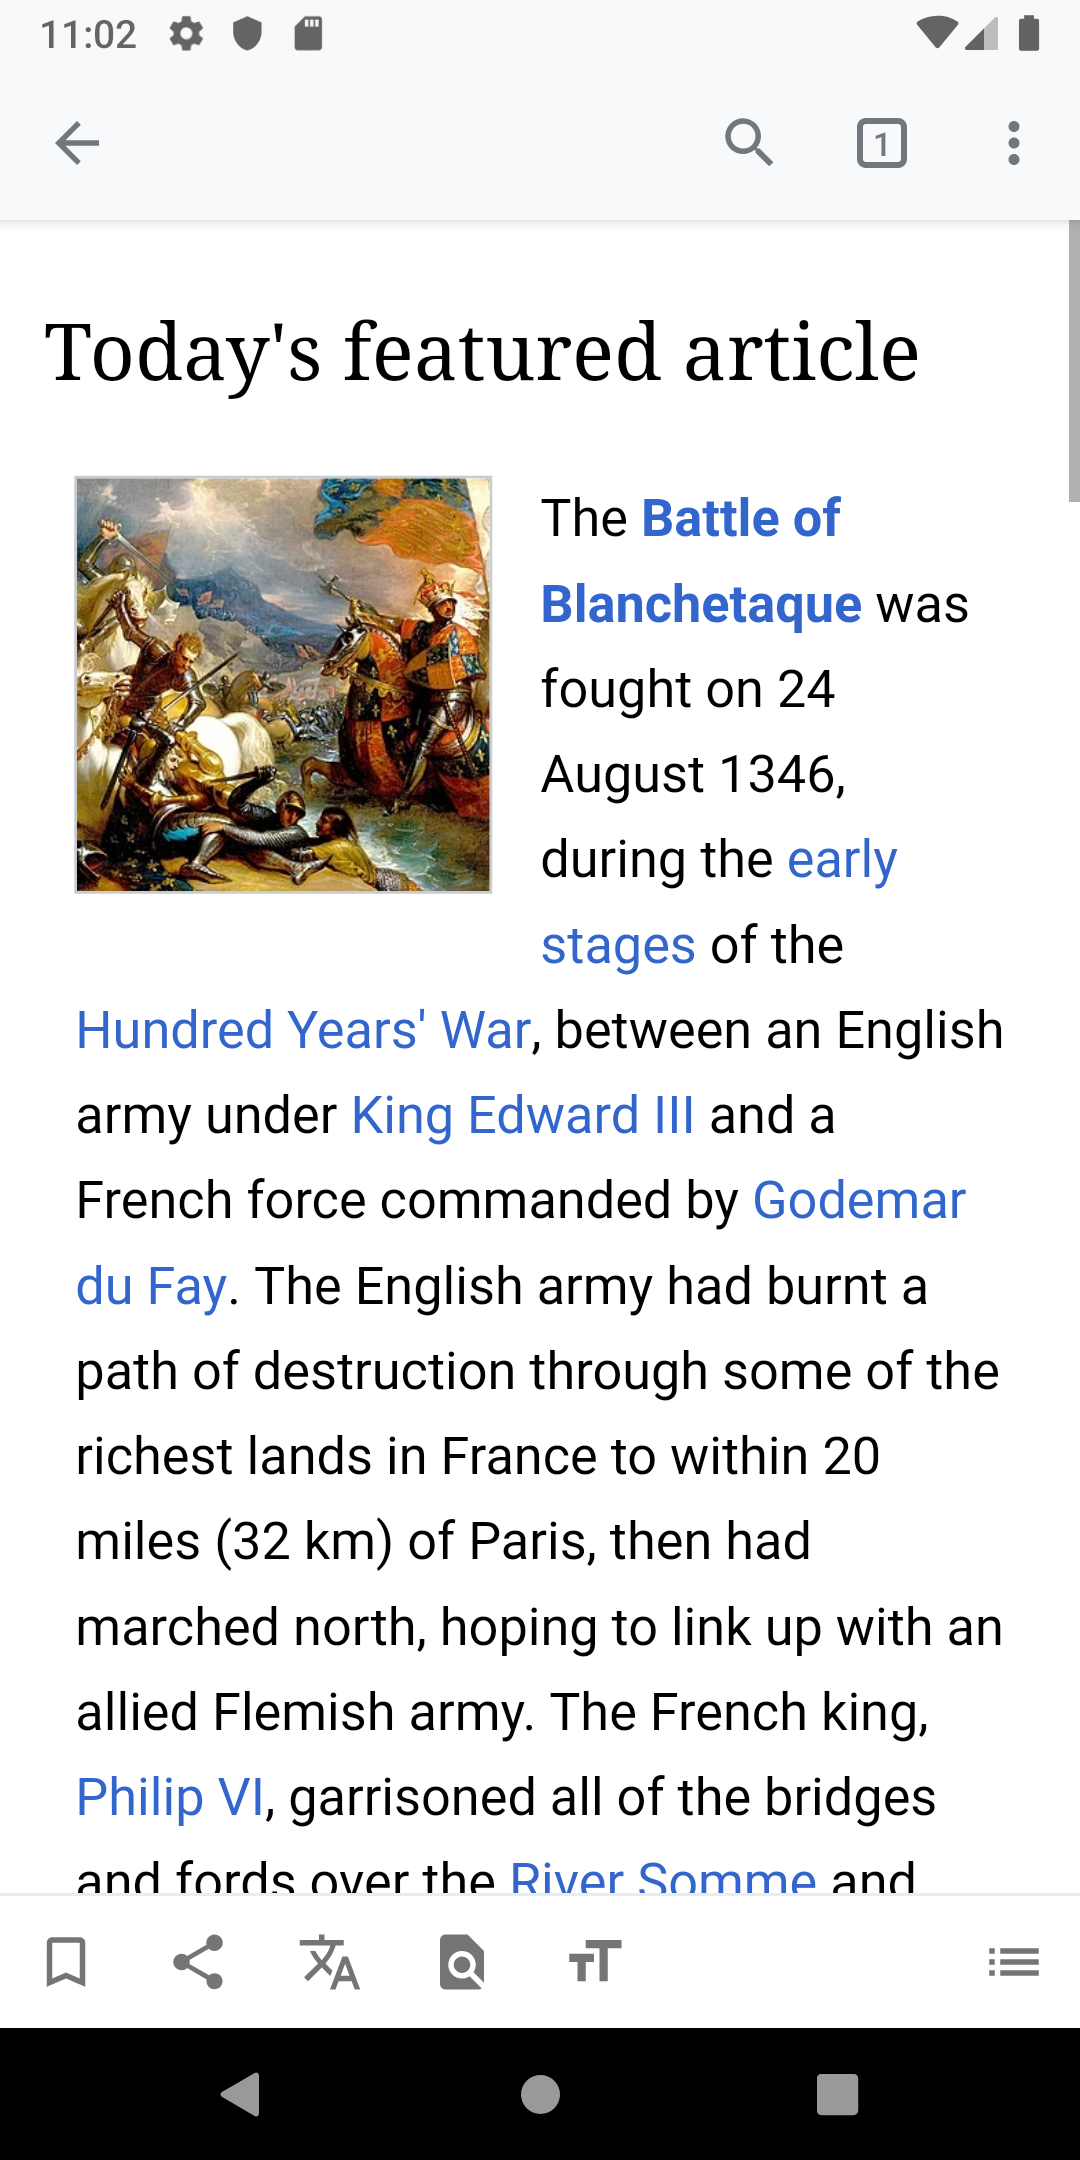 11:02
1
Today's featured article
The Battle of
Blanchetaque was
fought on 24
August 1346,
during the early
stages of the
Hundred Years' War, between an English
army under King Edward III and a
French force commanded by Godemar
du Fay. The English army had burnt a
path of destruction through some of the
richest lands in France to within 20
miles (32 km) of Paris, then had
marched north, hoping to link up with an
allied Flemish army. The French king,
Philip VI, garrisoned all of the bridges
and fords over the River Somme and